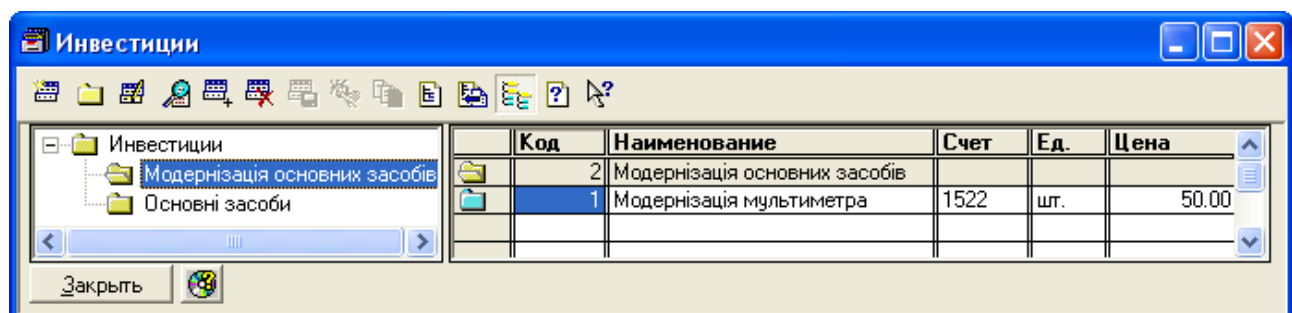 Инвестиции
Инвестиции
Модернізація основних засобів
Основні засоби
Код Наименование Счет Ед. Цена
2 Модернізація основних засобів
1 Модернізація мультиметра 1522 шт. 50.00
Закрыть